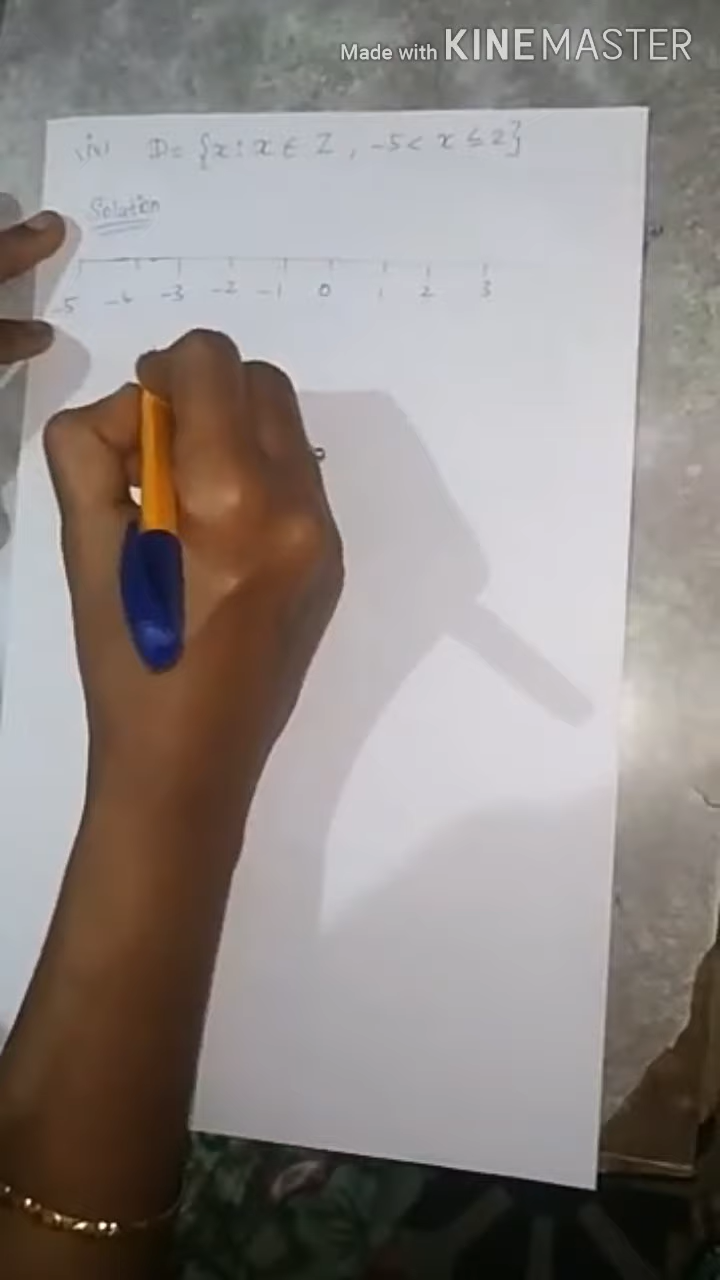 Made with KINEMASTER
(iv) D = {x : x ∈ Z , -5 < x ≤ 2}
Solution
-5 -4 -3 -2 -1 0 1 2 3